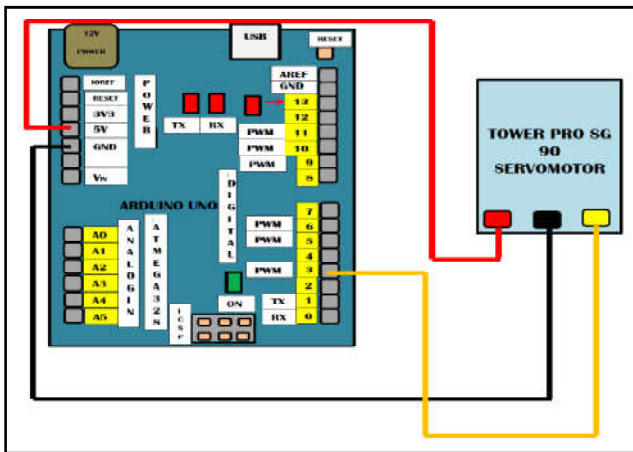 12V
POWER
USB
RESET
IOREF
RESET
3V3
5V
GND
VIN
POWER
TX
RX
AREF
GND
13
12
PWM
11
PWM
10
PWM
9
8
ARDUINO UNO
DIGITAL
A0
A1
A2
A3
A4
A5
ANALOG IN
ATMEGA328
7
PWM
6
PWM
5
4
PWM
3
2
TX
1
RX
0
ON
ICSP
TOWER PRO SG
90
SERVOMOTOR